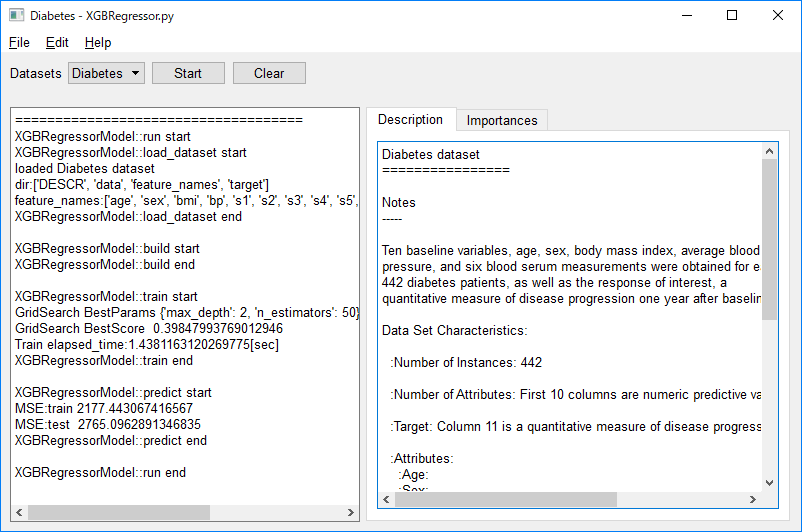 Diabetes - XGBRegressor.py
File Edit Help
Datasets Diabetes Start Clear
====================================
XGBRegressorModel::run start
XGBRegressorModel::load_dataset start
loaded Diabetes dataset
dir:['DESCR', 'data', 'feature_names', 'target']
feature_names:['age', 'sex', 'bmi', 'bp', 's1', 's2', 's3', 's4', 's5',
XGBRegressorModel::load_dataset end
XGBRegressorModel::build start
XGBRegressorModel::build end
XGBRegressorModel::train start
GridSearch BestParams {'max_depth': 2, 'n_estimators': 50}
GridSearch BestScore  0.39847993769012946
Train elapsed_time:1.4381163120269775[sec]
XGBRegressorModel::train end
XGBRegressorModel::predict start
MSE:train 2177.443067416567
MSE:test  2765.0962891346835
XGBRegressorModel::predict end
XGBRegressorModel::run end
Description Importances
Diabetes dataset
================
Notes
-----
Ten baseline variables, age, sex, body mass index, average blood
pressure, and six blood serum measurements were obtained for e
442 diabetes patients, as well as the response of interest, a
quantitative measure of disease progression one year after baselin
Data Set Characteristics:
:Number of Instances: 442
:Number of Attributes: First 10 columns are numeric predictive va
:Target: Column 11 is a quantitative measure of disease progress
:Attributes:
:Age:
:Sex: